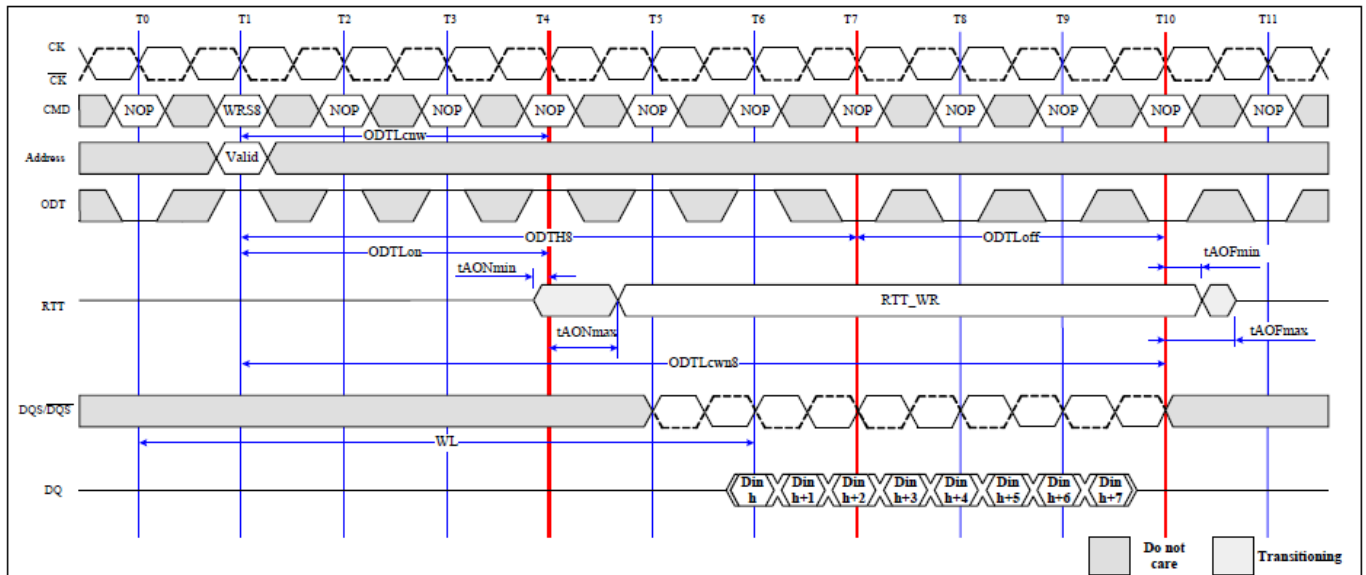 T0 T1 T2 T3 T4 T5 T6 T7 T8 T9 T10 T11
CK
CK
CMD NOP WRS8 NOP NOP NOP NOP NOP NOP NOP NOP NOP NOP
ODTLcnw
Address Valid
ODT
ODTH8 ODTLoff
ODTLon
tAONmin tAOFmin
RTT RTT_WR
tAONmax tAOFmax
ODTLcwn8
DQS/DQS
WL
DQ Din Din Din Din Din Din Din Din
h h+1 h+2 h+3 h+4 h+5 h+6 h+7
Do not
care
Transitioning